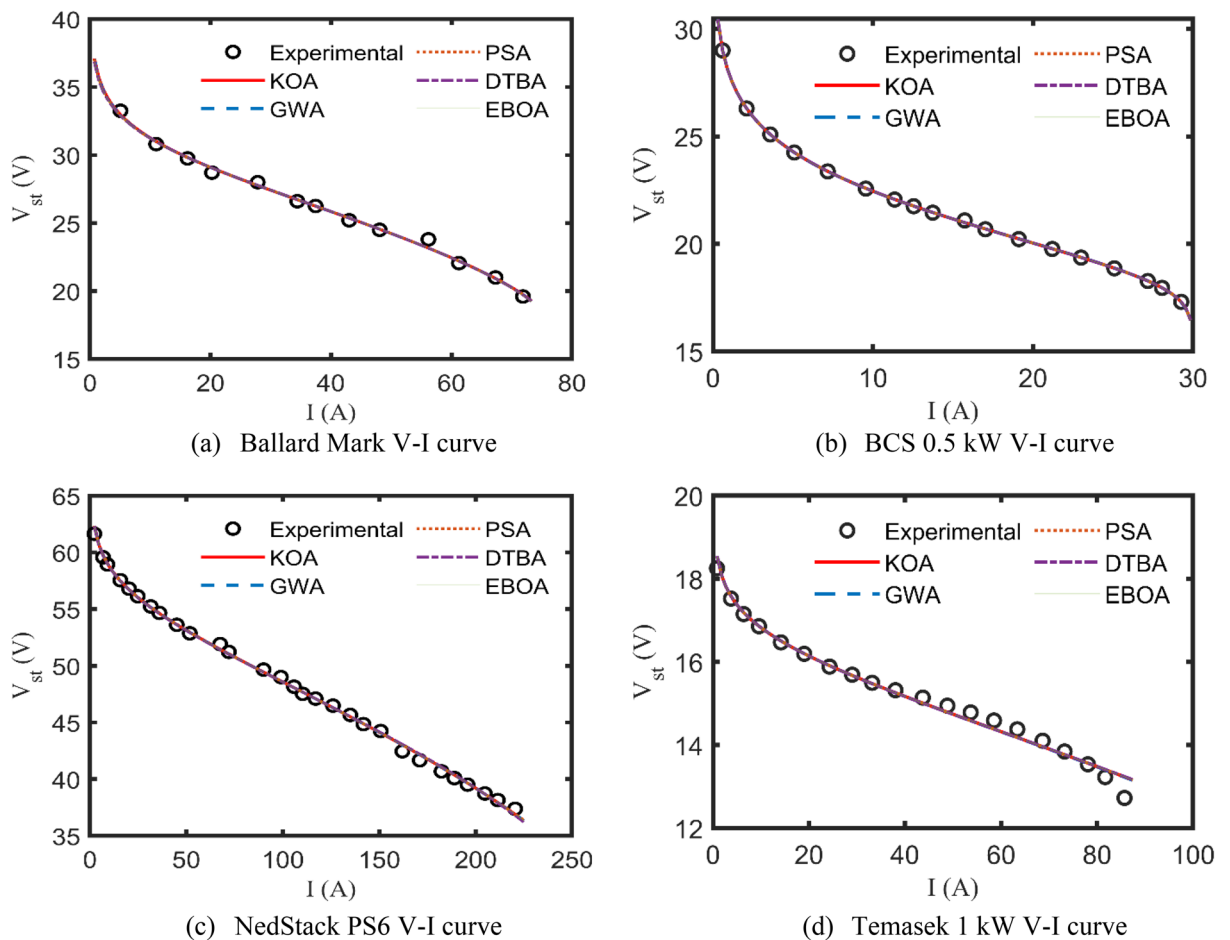 40
35
30
25
20
15
V_st (V)
Experimental
KOA
GWA
PSA
DTBA
EBOA
0 20 40 60 80
I (A)
(a) Ballard Mark V-I curve
30
25
20
15
V_st (V)
Experimental
KOA
GWA
PSA
DTBA
EBOA
0 10 20 30
I (A)
(b) BCS 0.5 kW V-I curve
65
60
55
50
45
40
35
V_st (V)
Experimental
KOA
GWA
PSA
DTBA
EBOA
0 50 100 150 200 250
I (A)
(c) NedStack PS6 V-I curve
20
18
16
14
12
V_st (V)
Experimental
KOA
GWA
PSA
DTBA
EBOA
0 20 40 60 80 100
I (A)
(d) Temasek 1 kW V-I curve